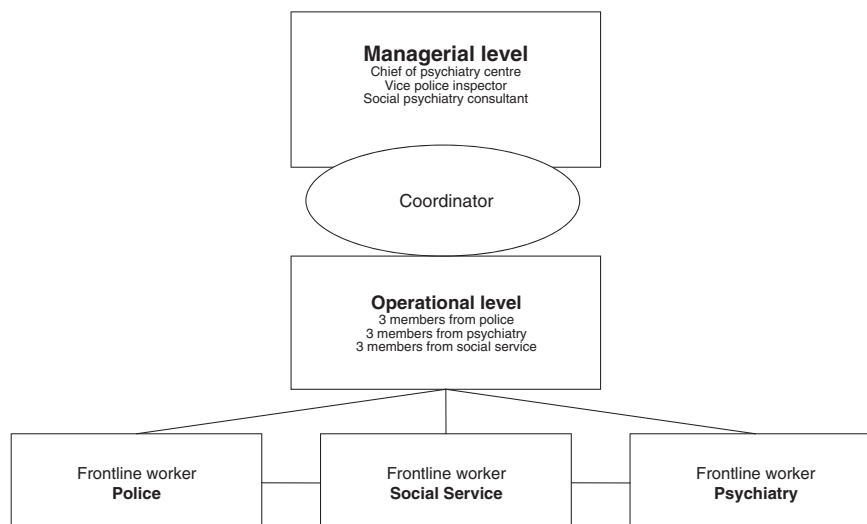 Managerial level
Chief of psychiatry centre
Vice police inspector
Social psychiatry consultant
Coordinator
Operational level
3 members from police
3 members from psychiatry
3 members from social service
Frontline worker
Police
Frontline worker
Social Service
Frontline worker
Psychiatry